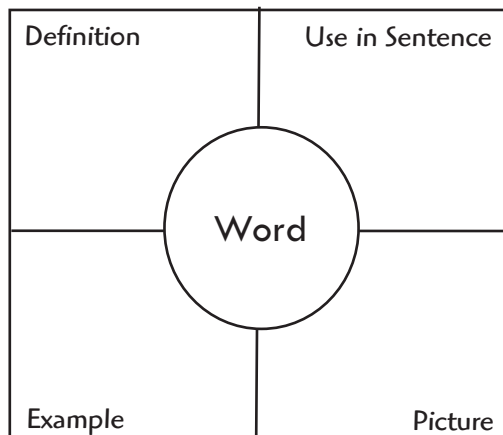 Definition
Use in Sentence
Word
Example
Picture